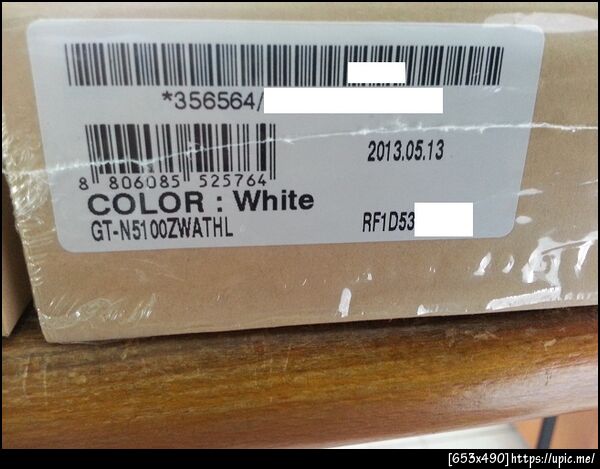 *356564/
2013.05.13
8 806085 525764
COLOR : White
GT-N5100ZWATHL
RF1D53
[653x490]https://upic.me/